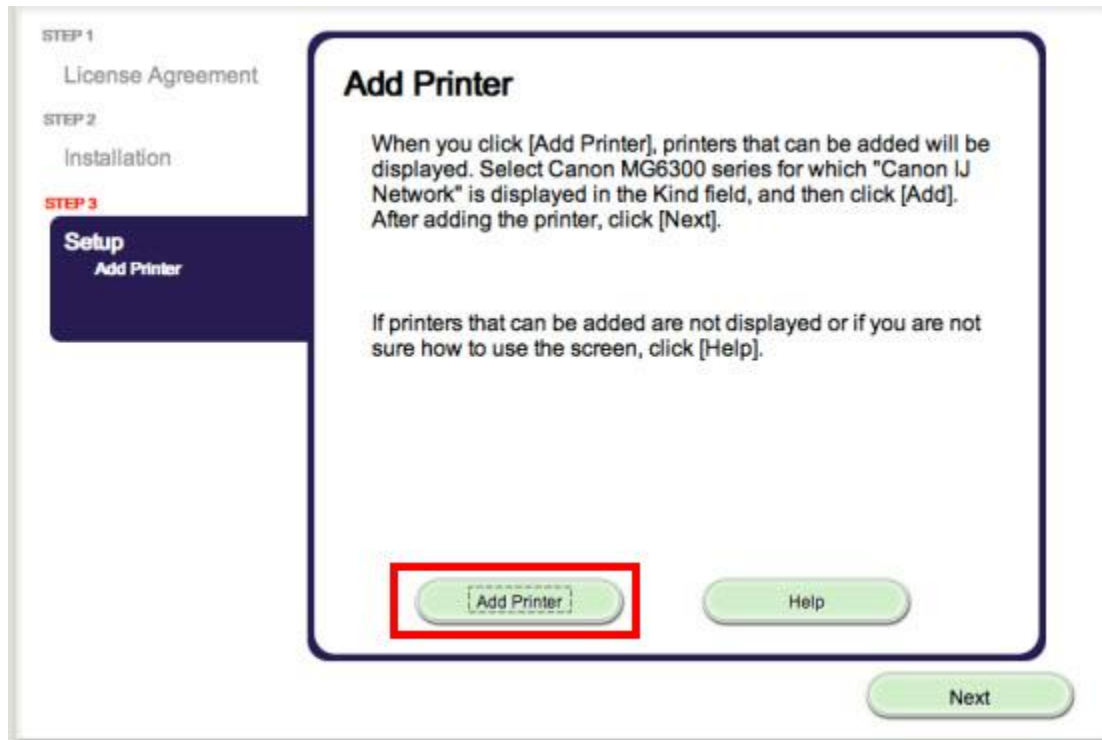 STEP 1
License Agreement
STEP 2
Installation
STEP 3
Setup
Add Printer
Add Printer
When you click [Add Printer], printers that can be added will be
displayed. Select Canon MG6300 series for which "Canon IJ
Network" is displayed in the Kind field, and then click [Add].
After adding the printer, click [Next].
If printers that can be added are not displayed or if you are not
sure how to use the screen, click [Help].
Add Printer
Help
Next